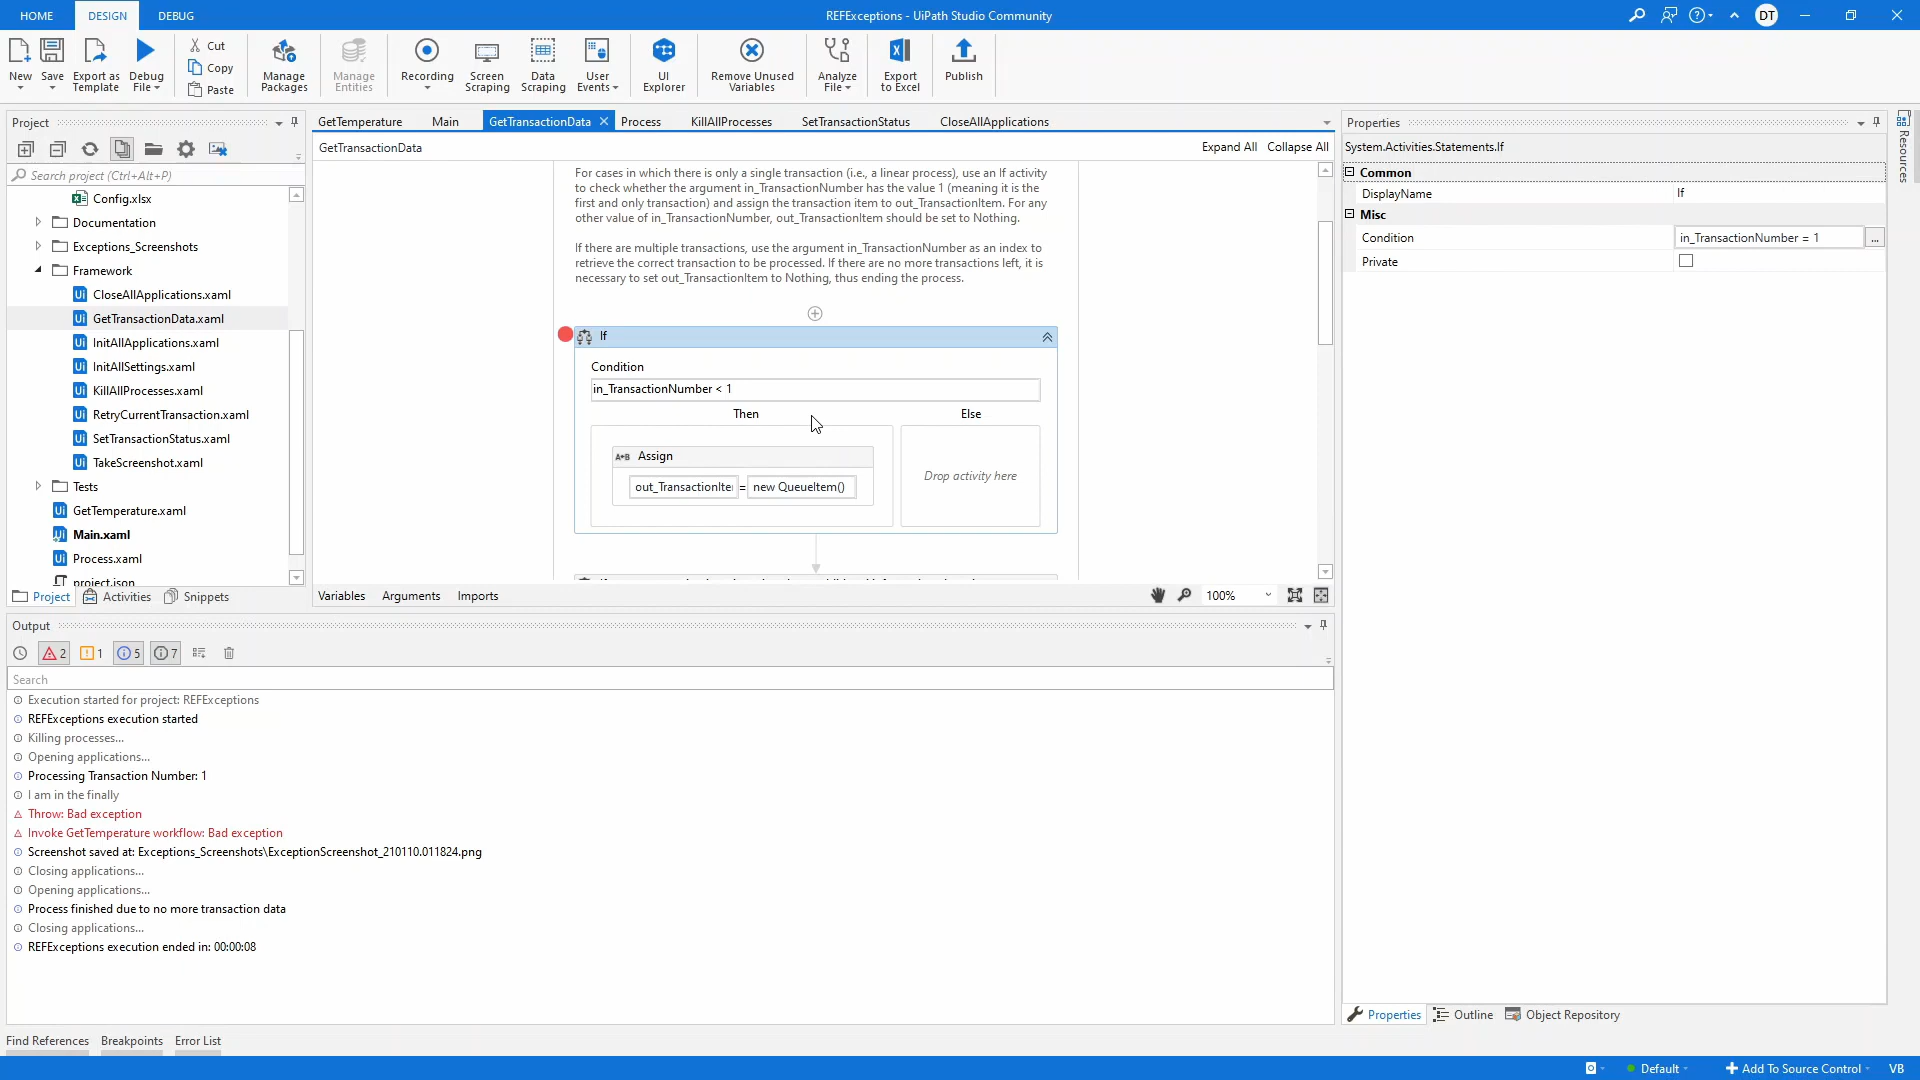 HOME
DESIGN
DEBUG
REFExceptions - UiPath Studio Community
DT
New
Save
Export as Template
Debug File
Cut
Copy
Paste
Manage Packages
Manage Entities
Recording
Screen Scraping
Data Scraping
User Events
UI Explorer
Remove Unused Variables
Analyze File
Export to Excel
Publish
Project
Search project (Ctrl+Alt+P)
Config.xlsx
Documentation
Exceptions_Screenshots
Framework
CloseAllApplications.xaml
GetTransactionData.xaml
InitAllApplications.xaml
InitAllSettings.xaml
KillAllProcesses.xaml
RetryCurrentTransaction.xaml
SetTransactionStatus.xaml
TakeScreenshot.xaml
Tests
GetTemperature.xaml
Main.xaml
Process.xaml
project.json
Project
Activities
Snippets
GetTemperature
Main
GetTransactionData
Process
KillAllProcesses
SetTransactionStatus
CloseAllApplications
GetTransactionData
Expand All
Collapse All
For cases in which there is only a single transaction (i.e., a linear process), use an If activity
to check whether the argument in_TransactionNumber has the value 1 (meaning it is the
first and only transaction) and assign the transaction item to out_TransactionItem. For any
other value of in_TransactionNumber, out_TransactionItem should be set to Nothing.
If there are multiple transactions, use the argument in_TransactionNumber as an index to
retrieve the correct transaction to be processed. If there are no more transactions left, it is
necessary to set out_TransactionItem to Nothing, thus ending the process.
If
Condition
in_TransactionNumber < 1
Then
Else
A+B Assign
out_TransactionIte
=
new QueueItem()
Drop activity here
Variables
Arguments
Imports
100%
Properties
System.Activities.Statements.If
Common
DisplayName
If
Misc
Condition
in_TransactionNumber = 1
...
Private
Resources
Output
2
1
5
7
Search
Execution started for project: REFExceptions
REFExceptions execution started
Killing processes...
Opening applications...
Processing Transaction Number: 1
I am in the finally
Throw: Bad exception
Invoke GetTemperature workflow: Bad exception
Screenshot saved at: Exceptions_Screenshots\ExceptionScreenshot_210110.011824.png
Closing applications...
Opening applications...
Process finished due to no more transaction data
Closing applications...
REFExceptions execution ended in: 00:00:08
Properties
Outline
Object Repository
Find References
Breakpoints
Error List
Default
Add To Source Control
VB